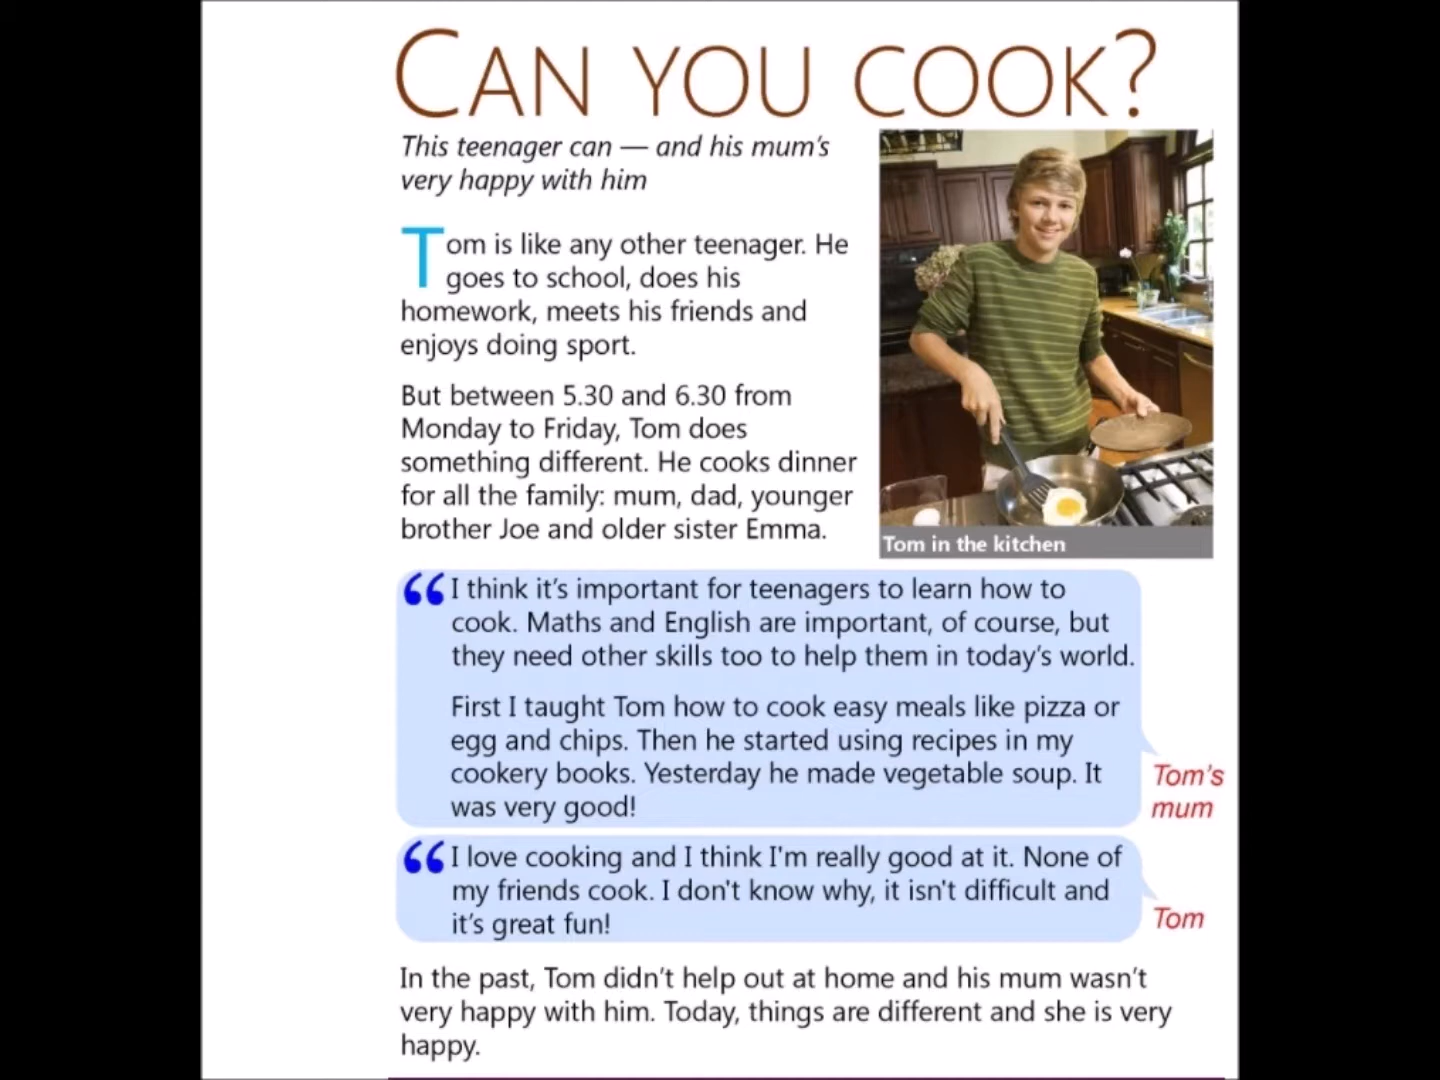 CAN YOU COOK?
This teenager can — and his mum's
very happy with him
Tom is like any other teenager. He
goes to school, does his
homework, meets his friends and
enjoys doing sport.
But between 5.30 and 6.30 from
Monday to Friday, Tom does
something different. He cooks dinner
for all the family: mum, dad, younger
brother Joe and older sister Emma.
Tom in the kitchen
“I think it's important for teenagers to learn how to
cook. Maths and English are important, of course, but
they need other skills too to help them in today's world.
First I taught Tom how to cook easy meals like pizza or
egg and chips. Then he started using recipes in my
cookery books. Yesterday he made vegetable soup. It
was very good!
Tom's
mum
“I love cooking and I think I'm really good at it. None of
my friends cook. I don't know why, it isn't difficult and
it's great fun!
Tom
In the past, Tom didn't help out at home and his mum wasn't
very happy with him. Today, things are different and she is very
happy.